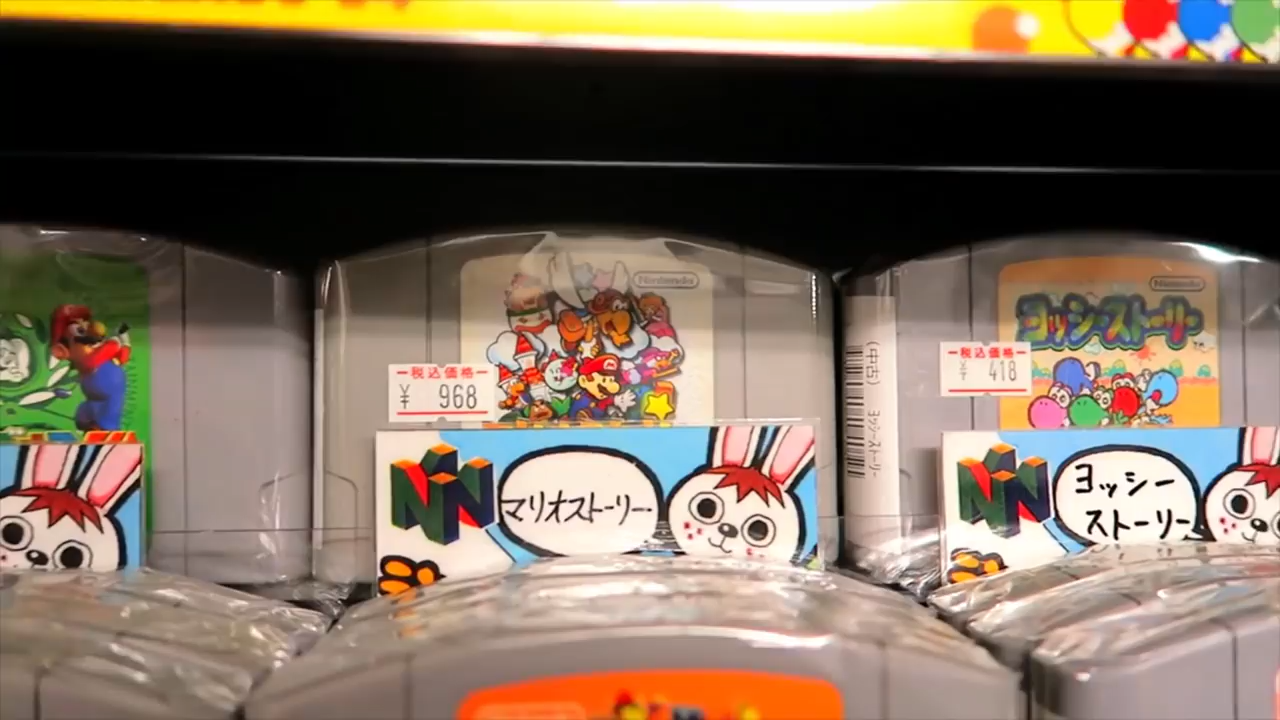 Nintendo
税込価格
¥ 968
マリオストーリー
Nintendo
ヨッシーストーリー
税込価格
¥ 418
(中古) ヨッシーストーリー
ヨッシー
ストーリー